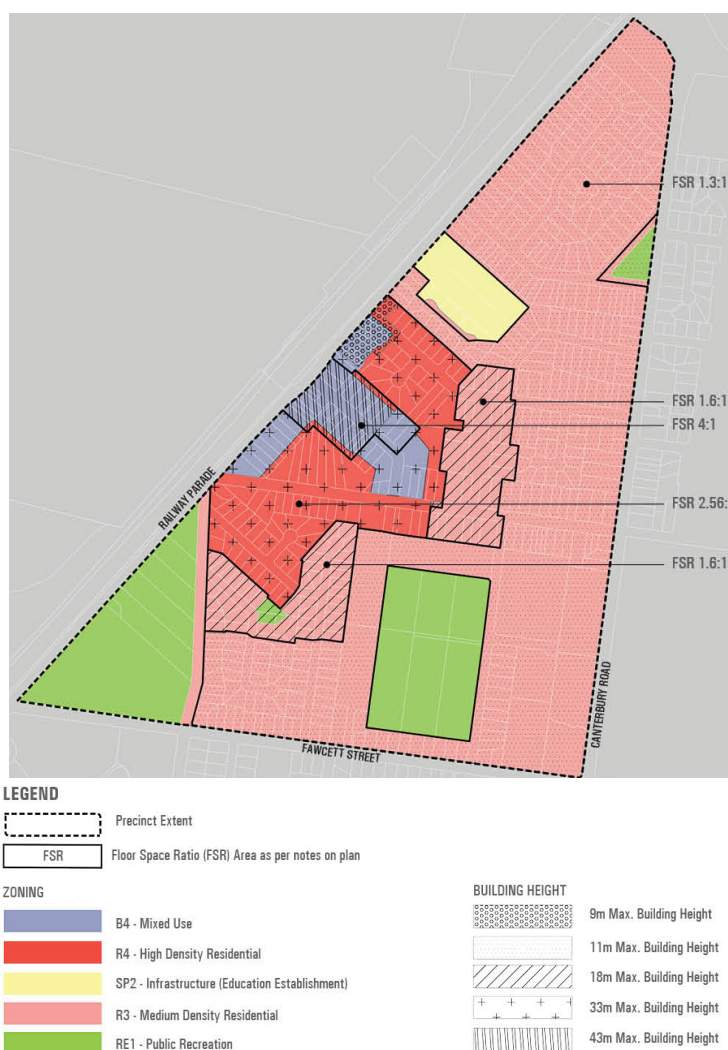 FSR 1.3:1
FSR 1.6:1
FSR 4:1
FSR 2.56:
FSR 1.6:1
RAILWAY PARADE
CANTERBURY ROAD
FAWCETT STREET
LEGEND
Precinct Extent
FSR
Floor Space Ratio (FSR) Area as per notes on plan
ZONING
B4 - Mixed Use
R4 - High Density Residential
SP2 - Infrastructure (Education Establishment)
R3 - Medium Density Residential
RE1 - Public Recreation
BUILDING HEIGHT
9m Max. Building Height
11m Max. Building Height
18m Max. Building Height
33m Max. Building Height
43m Max. Building Height